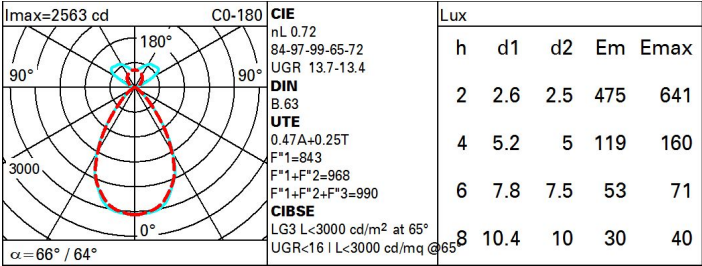 Imax=2563 cd C0-180
180°
90° 90°
3000
0°
α=66° / 64°
CIE
nL 0.72
84-97-99-65-72
UGR 13.7-13.4
DIN
B.63
UTE
0.47A+0.25T
F"1=843
F"1+F"2=968
F"1+F"2+F"3=990
CIBSE
LG3 L<3000 cd/m² at 65°
UGR<16 | L<3000 cd/mq @65°
Lux
h d1 d2 Em Emax
2 2.6 2.5 475 641
4 5.2 5 119 160
6 7.8 7.5 53 71
8 10.4 10 30 40